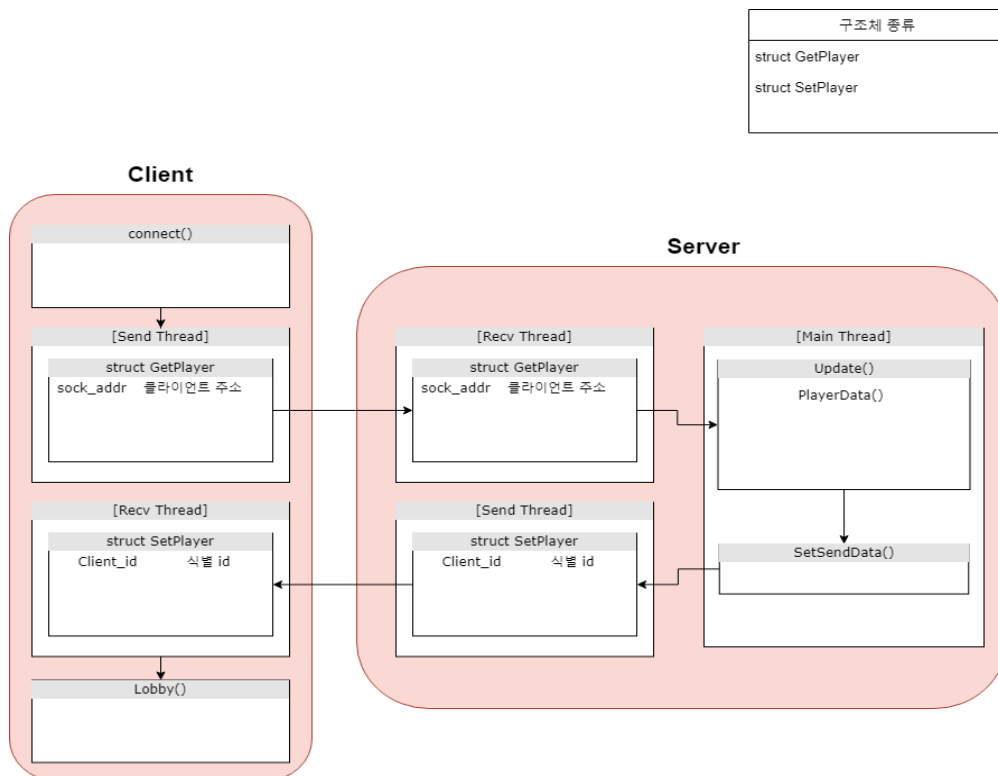 구조체 종류
struct GetPlayer
struct SetPlayer
Client
connect()
[Send Thread]
struct GetPlayer
sock_addr 클라이언트 주소
[Recv Thread]
struct SetPlayer
Client_id 식별 id
Lobby()
Server
[Recv Thread]
struct GetPlayer
sock_addr 클라이언트 주소
[Main Thread]
Update()
PlayerData()
[Send Thread]
struct SetPlayer
Client_id 식별 id
SetSendData()